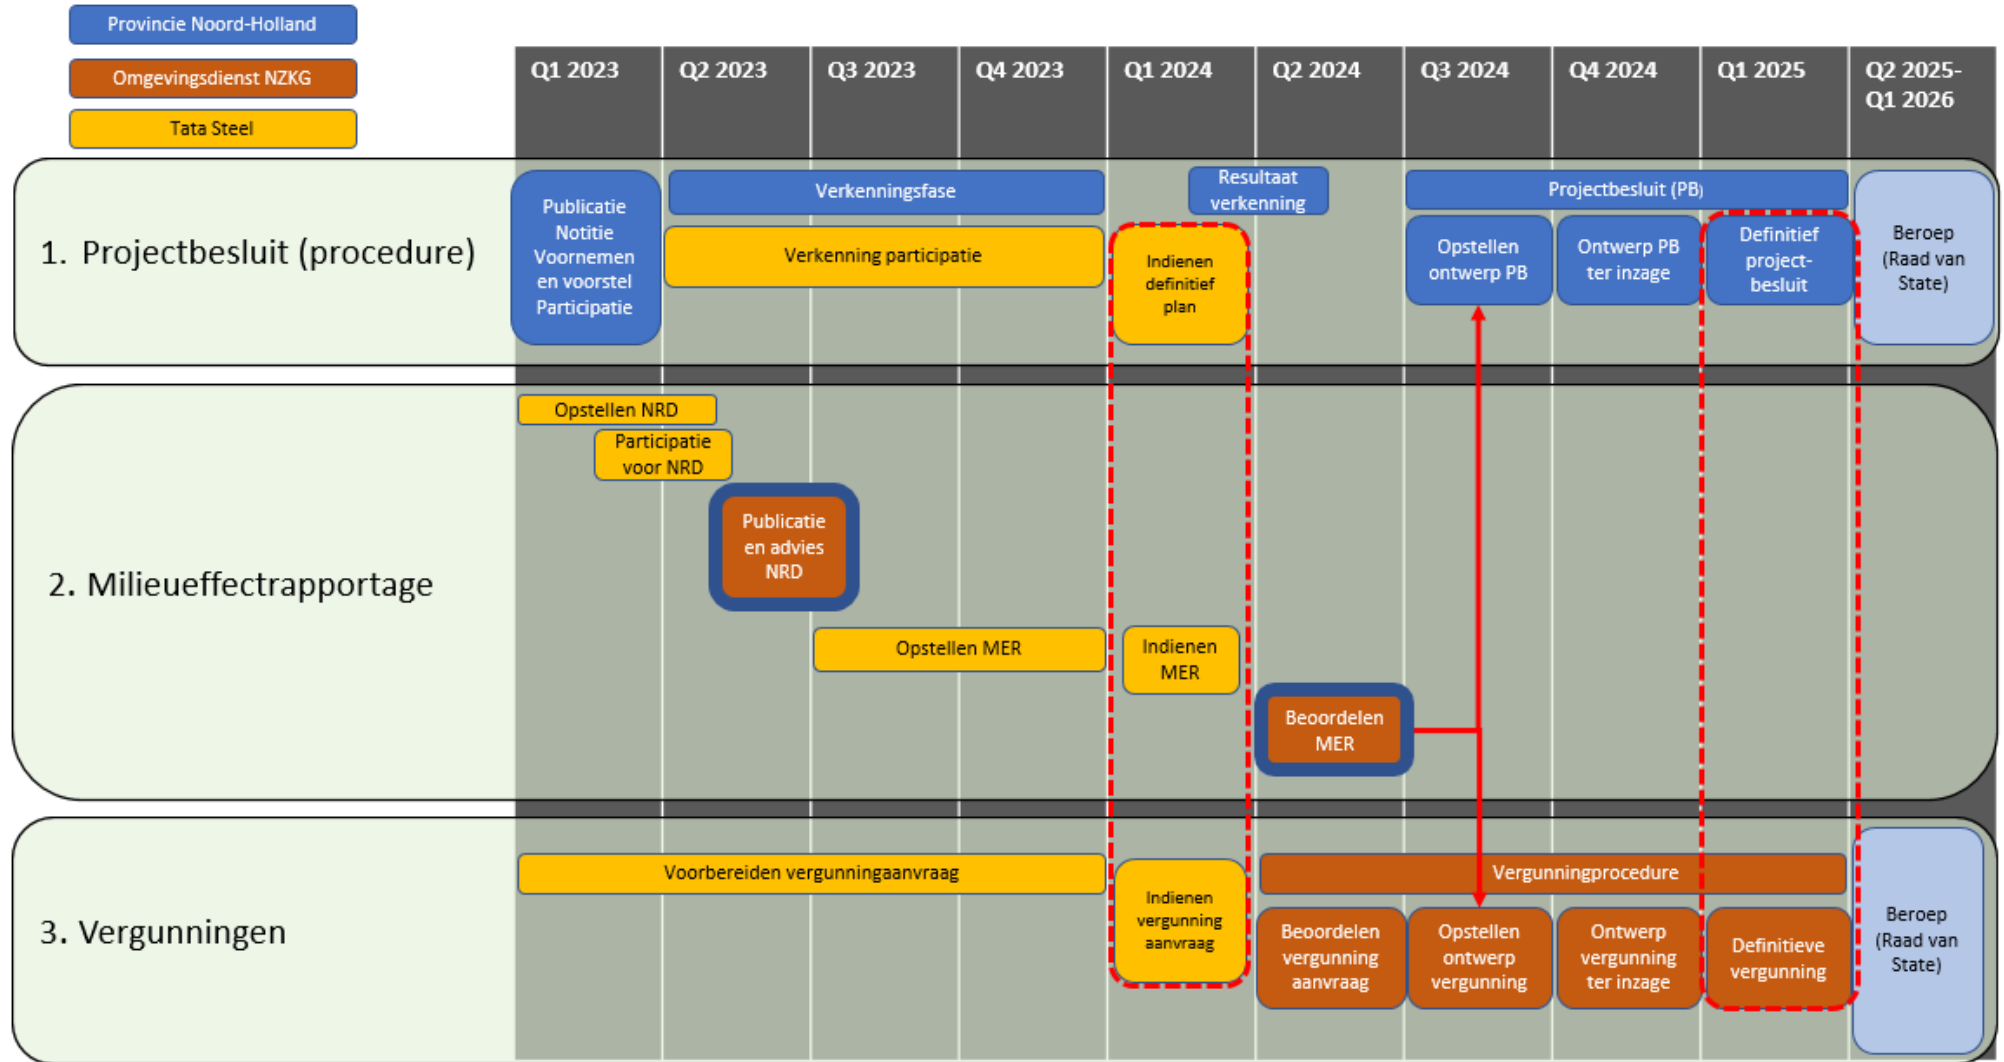 Provincie Noord-Holland
Omgevingsdienst NZKG
Tata Steel
Q1 2023
Q2 2023
Q3 2023
Q4 2023
Q1 2024
Q2 2024
Q3 2024
Q4 2024
Q1 2025
Q2 2025-
Q1 2026
1. Projectbesluit (procedure)
Publicatie
Notitie
Voornemen
en voorstel
Participatie
Verkenningsfase
Verkenning participatie
Indienen
definitief
plan
Resultaat
verkenning
Projectbesluit (PB)
Opstellen
ontwerp PB
Ontwerp PB
ter inzage
Definitief
project-
besluit
Beroep
(Raad van
State)
2. Milieueffectrapportage
Opstellen NRD
Participatie
voor NRD
Publicatie
en advies
NRD
Opstellen MER
Indienen
MER
Beoordelen
MER
3. Vergunningen
Voorbereiden vergunningaanvraag
Indienen
vergunning
aanvraag
Vergunningprocedure
Beoordelen
vergunning
aanvraag
Opstellen
ontwerp
vergunning
Ontwerp
vergunning
ter inzage
Definitieve
vergunning
Beroep
(Raad van
State)